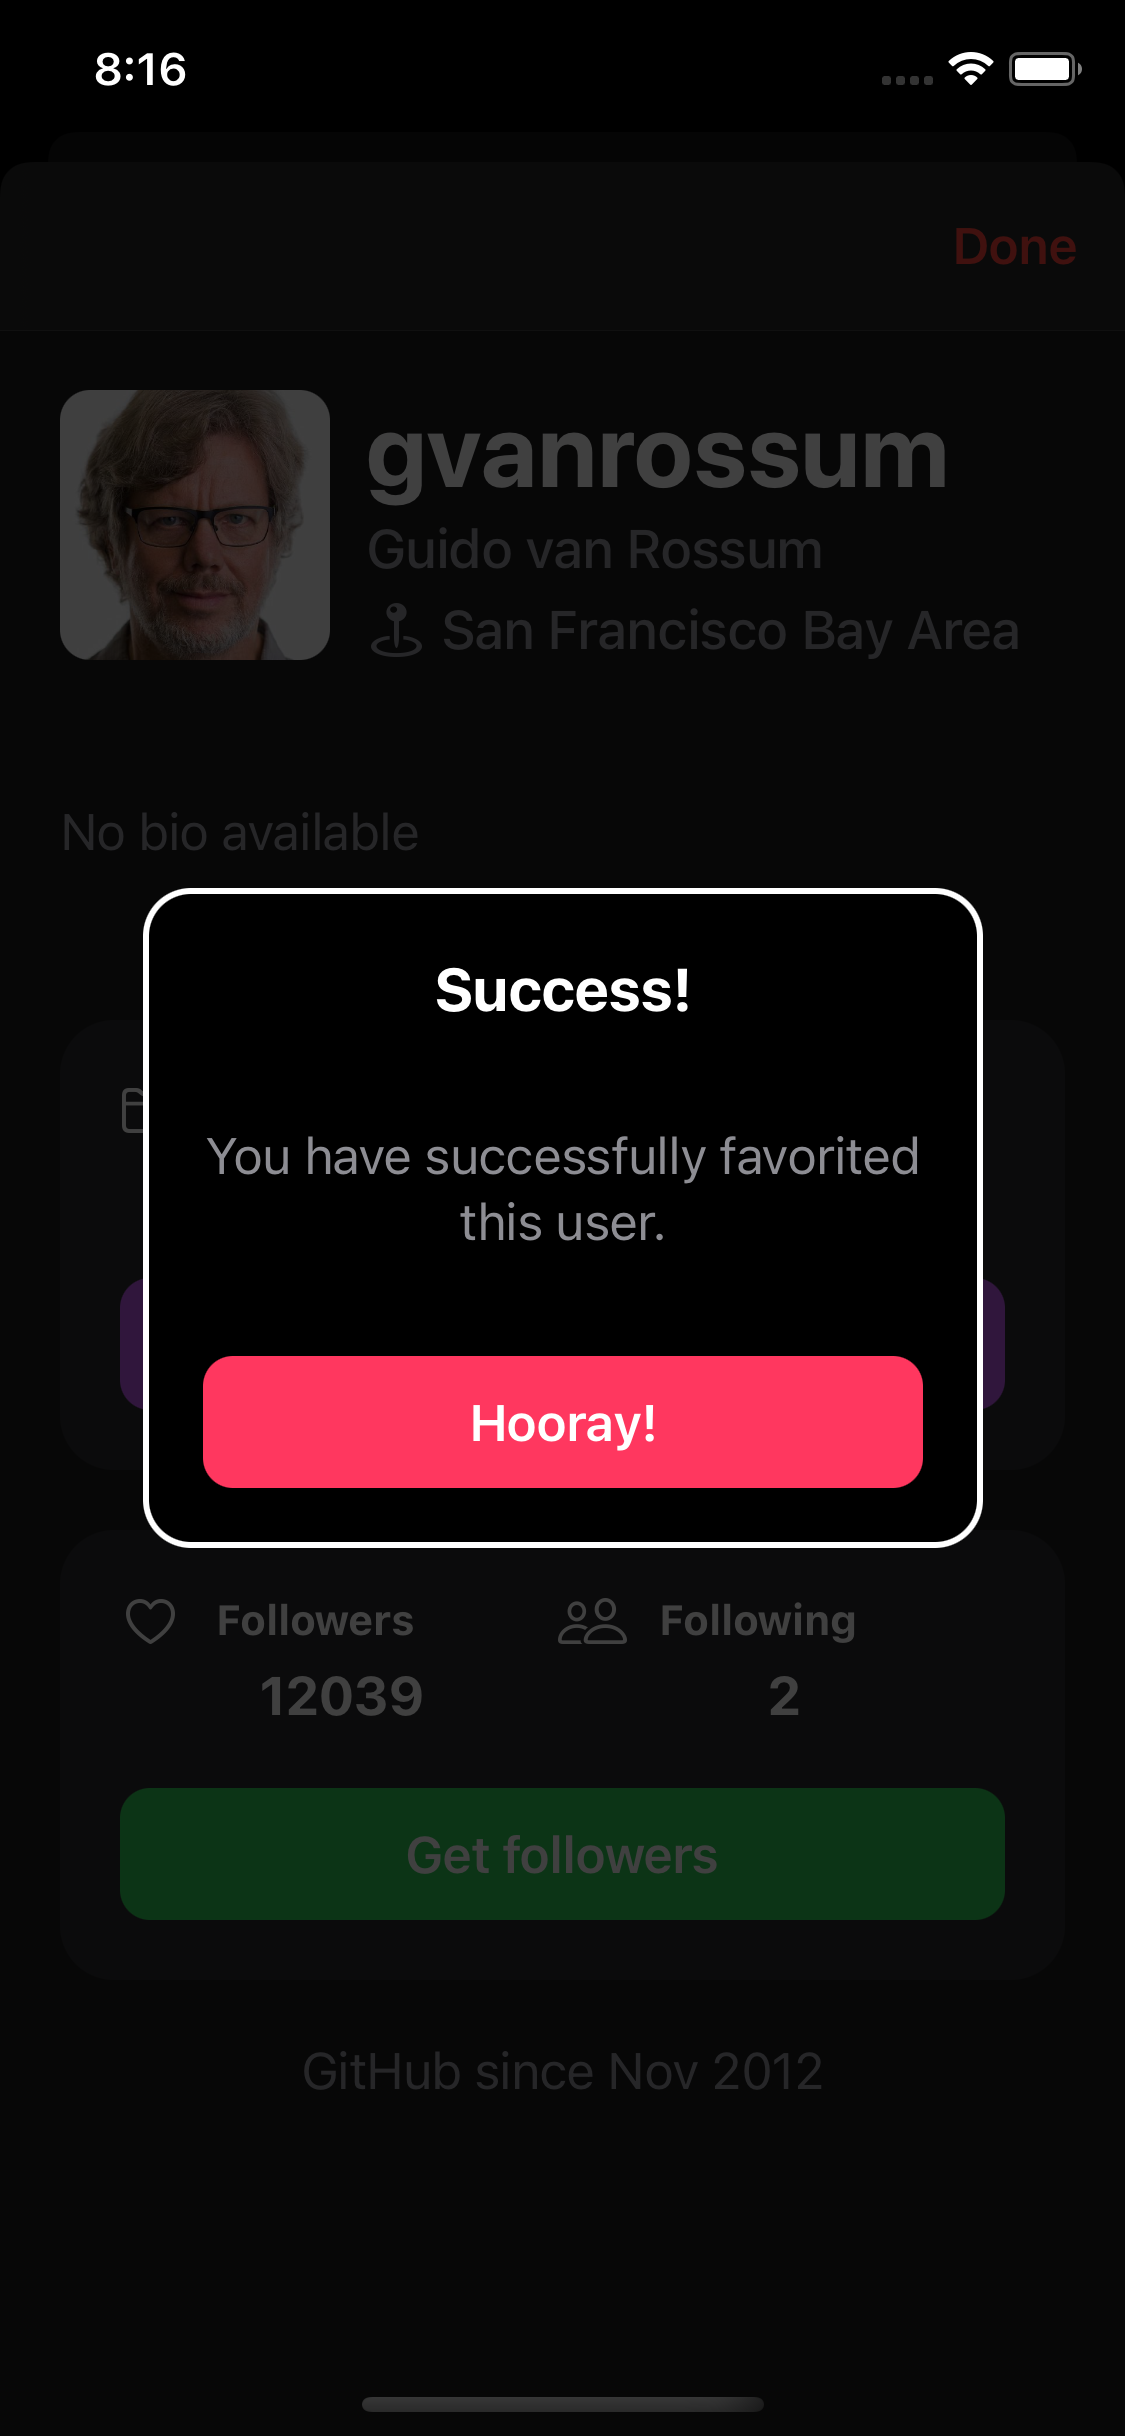 8:16
Done
gvanrossum
Guido van Rossum
San Francisco Bay Area
No bio available
Success!
You have successfully favorited
this user.
Hooray!
Followers
Following
12039
2
Get followers
GitHub since Nov 2012